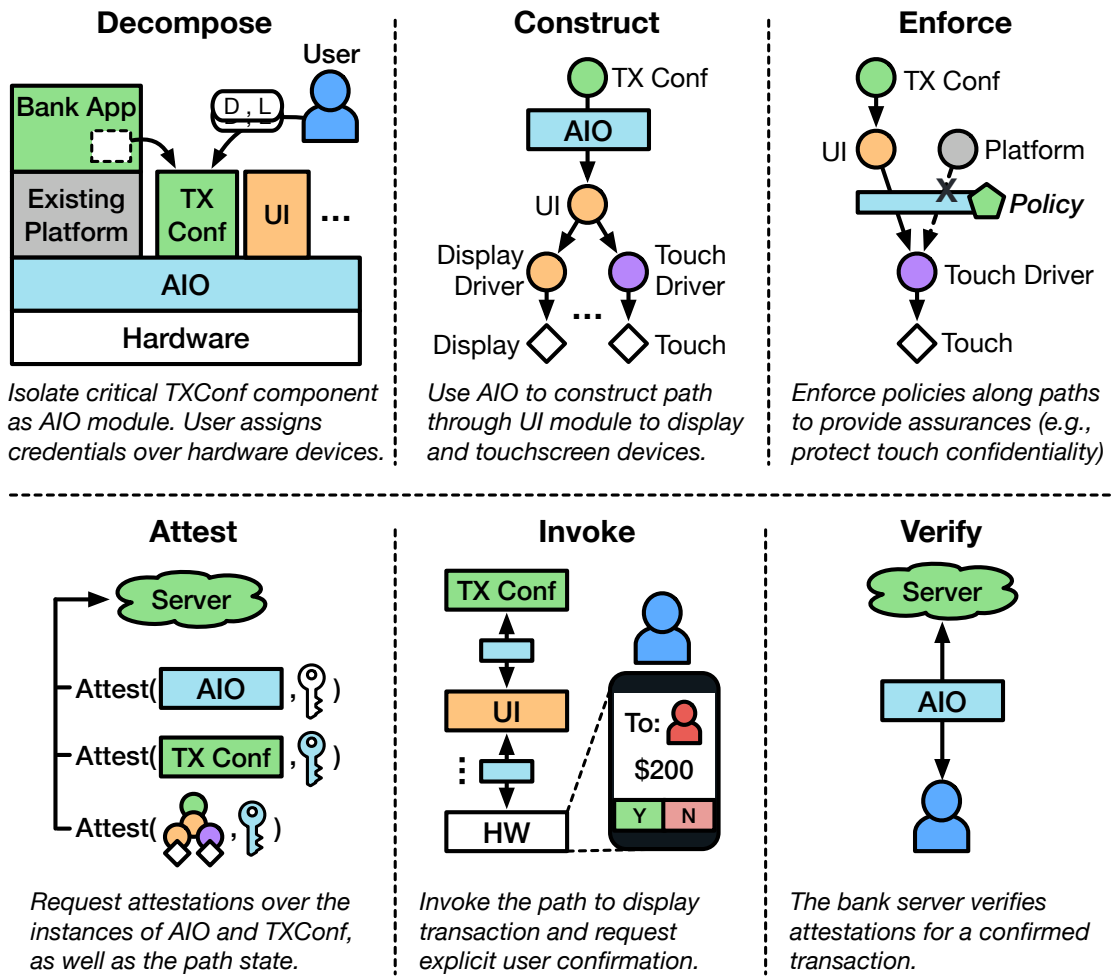 Decompose
User
Bank App
D , L
Existing
Platform
TX
Conf
UI
...
AIO
Hardware
Isolate critical TXConf component
as AIO module. User assigns
credentials over hardware devices.
Construct
TX Conf
AIO
UI
Display
Driver
Touch
Driver
...
Display
Touch
Use AIO to construct path
through UI module to display
and touchscreen devices.
Enforce
TX Conf
UI
Platform
X
Policy
Touch Driver
Touch
Enforce policies along paths
to provide assurances (e.g.,
protect touch confidentiality)
Attest
Server
Attest( AIO , )
Attest( TX Conf , )
Attest( , )
Request attestations over the
instances of AIO and TXConf,
as well as the path state.
Invoke
TX Conf
UI
...
HW
To:
$200
Y N
Invoke the path to display
transaction and request
explicit user confirmation.
Verify
Server
AIO
The bank server verifies
attestations for a confirmed
transaction.